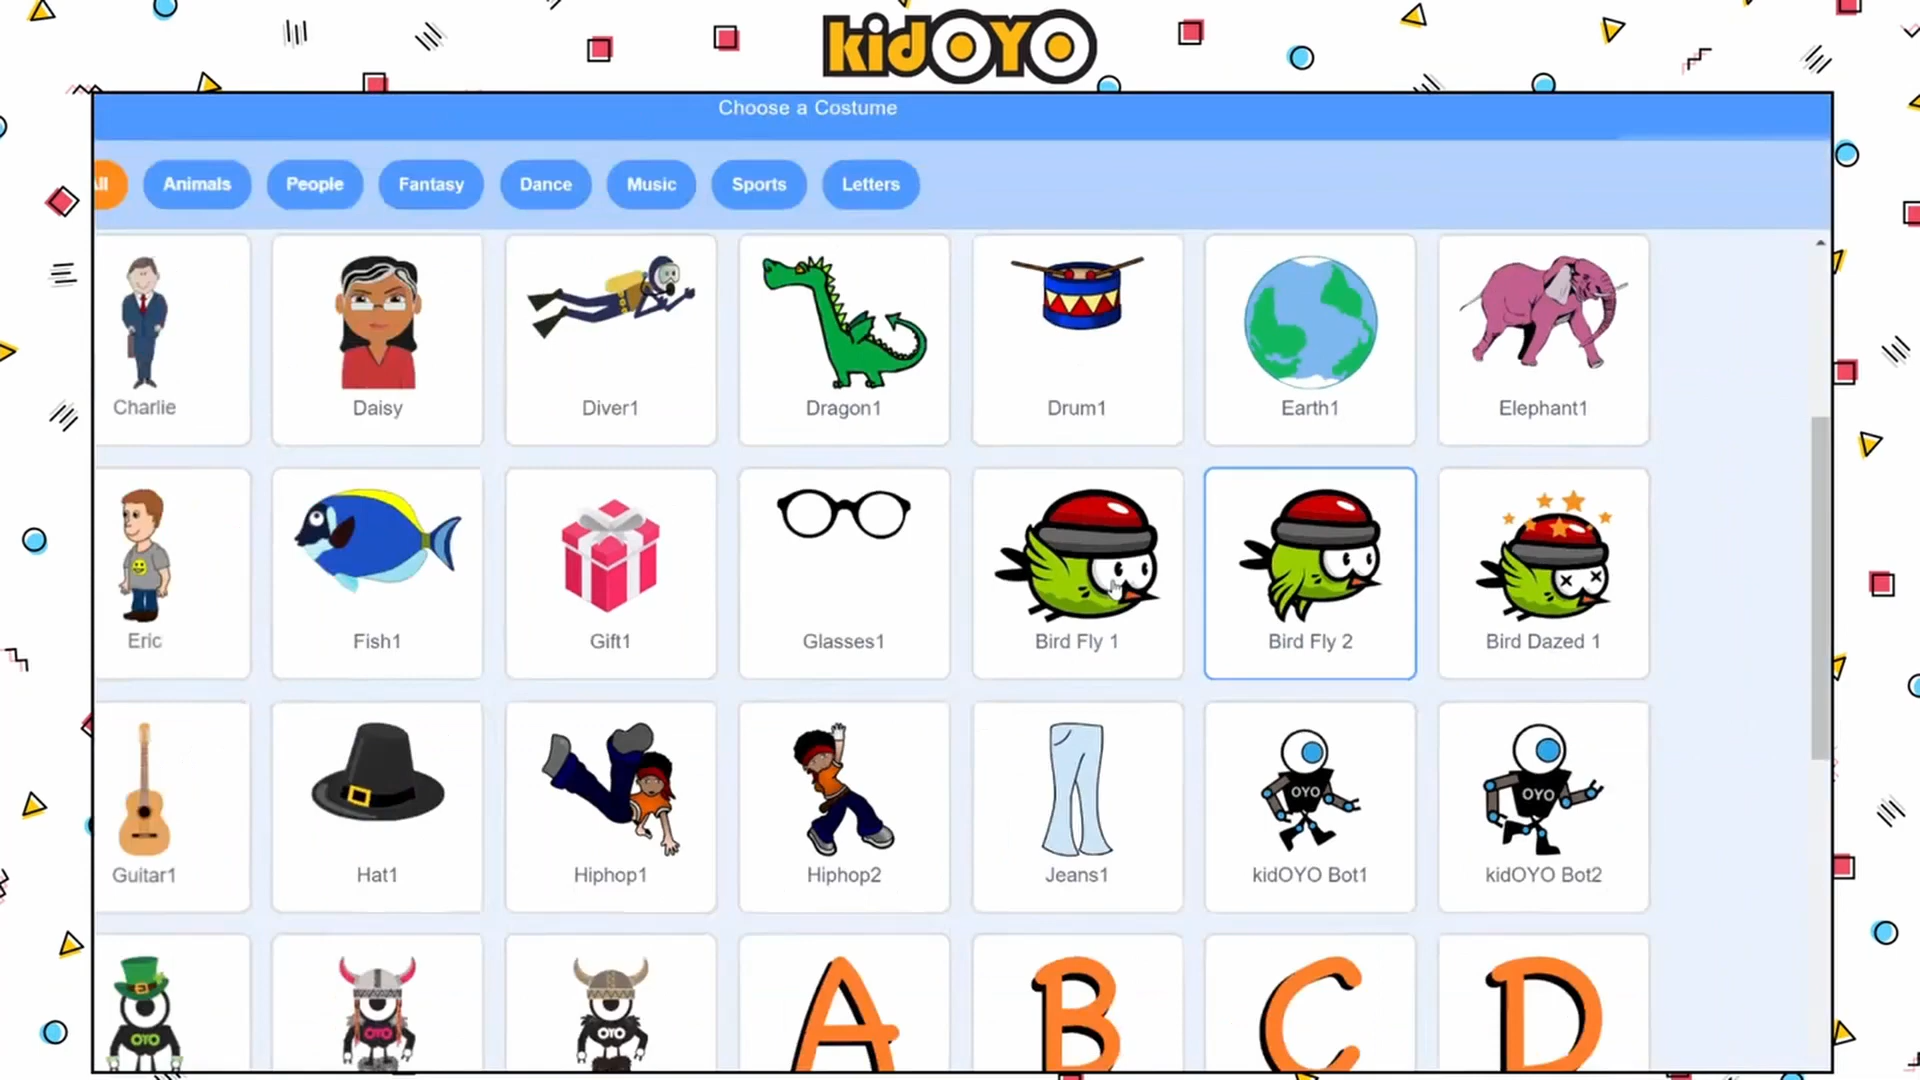 kidOYO
Choose a Costume
ll Animals People Fantasy Dance Music Sports Letters
Charlie Daisy Diver1 Dragon1 Drum1 Earth1 Elephant1
Eric Fish1 Gift1 Glasses1 Bird Fly 1 Bird Fly 2 Bird Dazed 1
OYO OYO
Guitar1 Hat1 Hiphop1 Hiphop2 Jeans1 kidOYO Bot1 kidOYO Bot2
A B C D
OYO OYO OYO